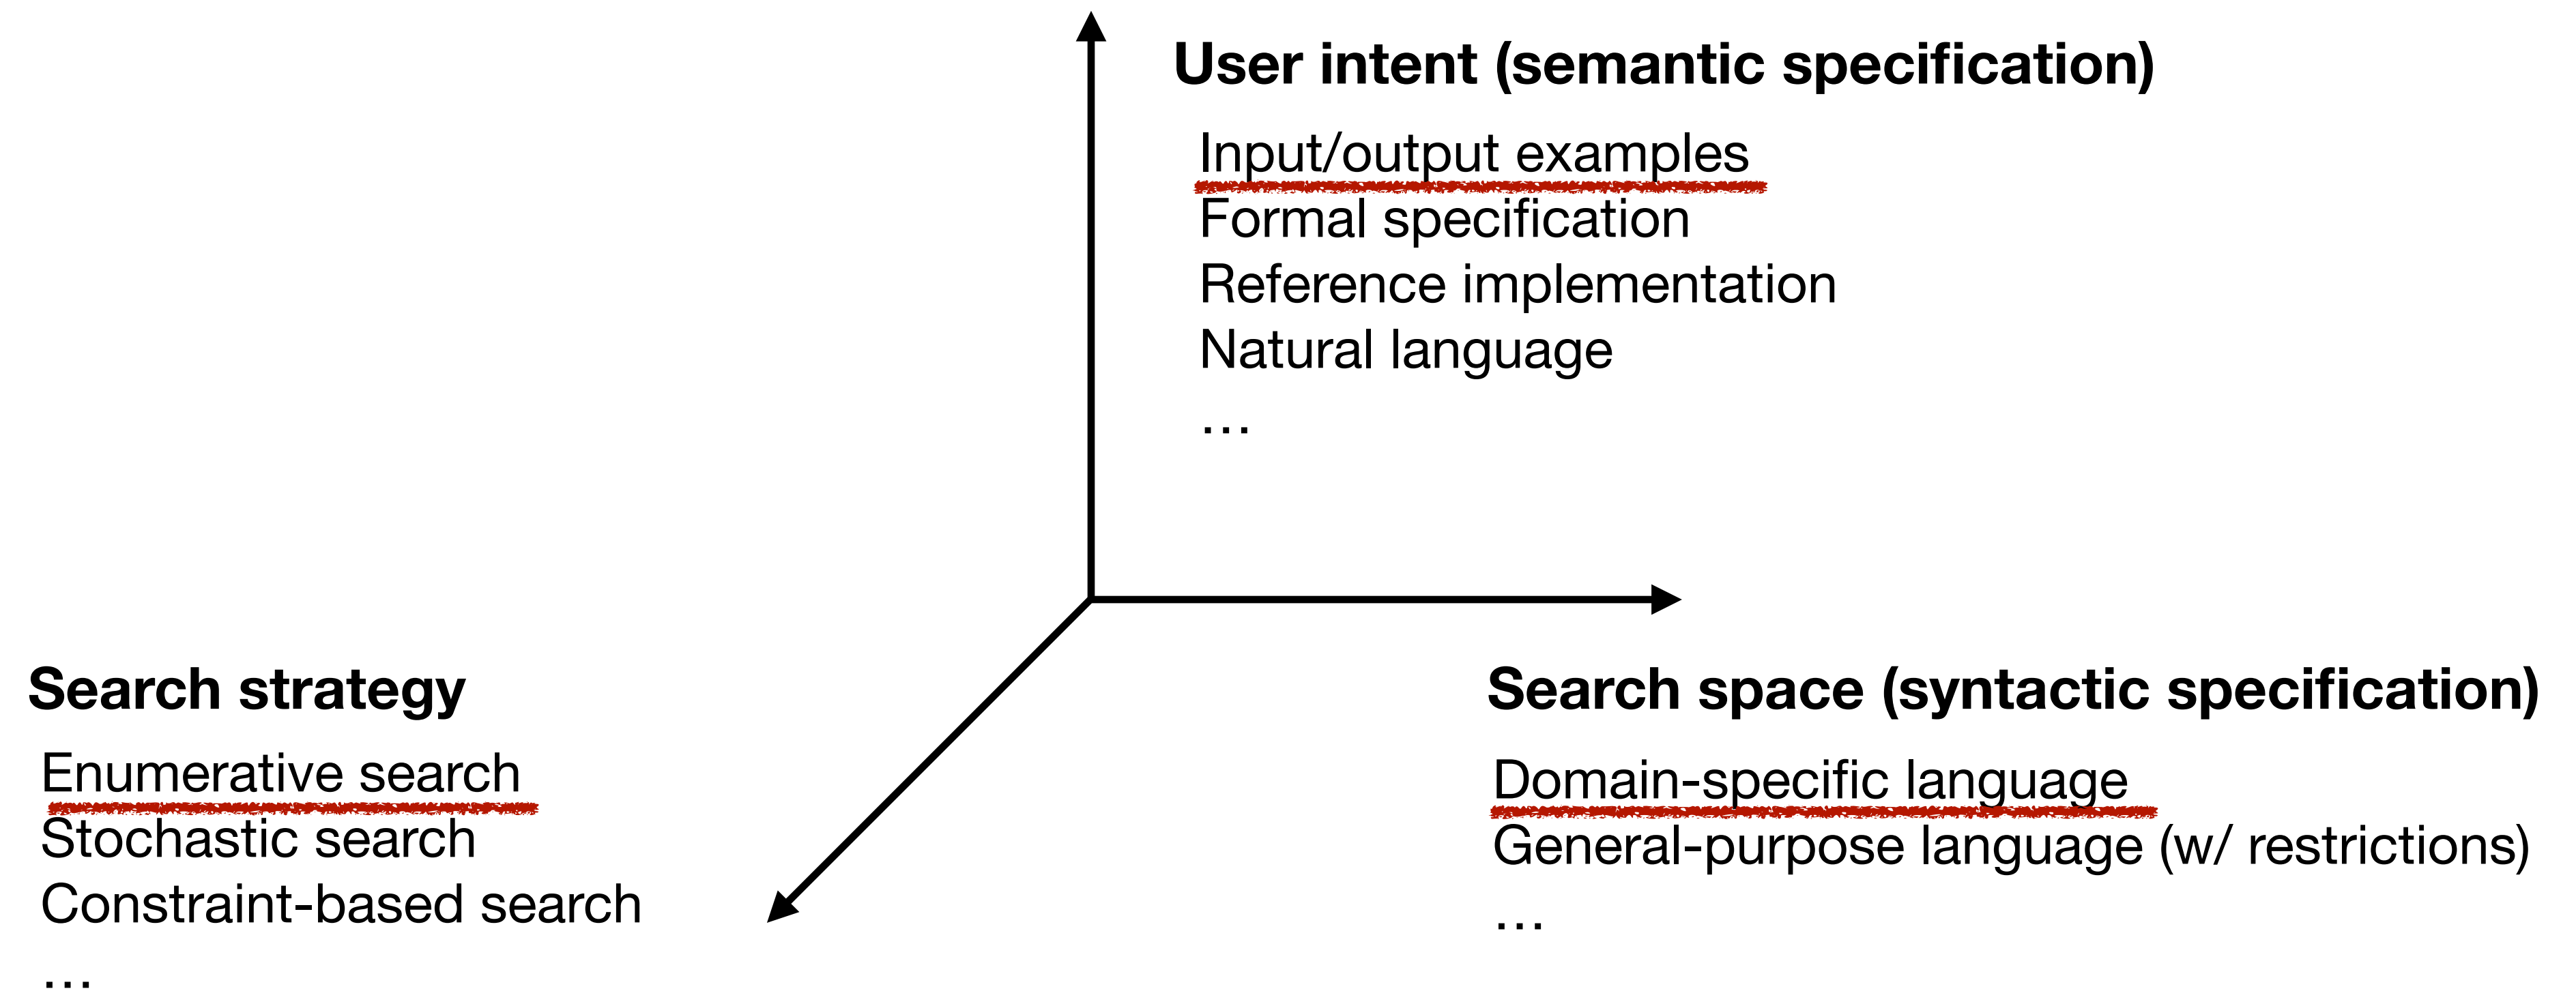 User intent (semantic specification)
Input/output examples
Formal specification
Reference implementation
Natural language
…
Search strategy
Enumerative search
Stochastic search
Constraint-based search
…
Search space (syntactic specification)
Domain-specific language
General-purpose language (w/ restrictions)
…